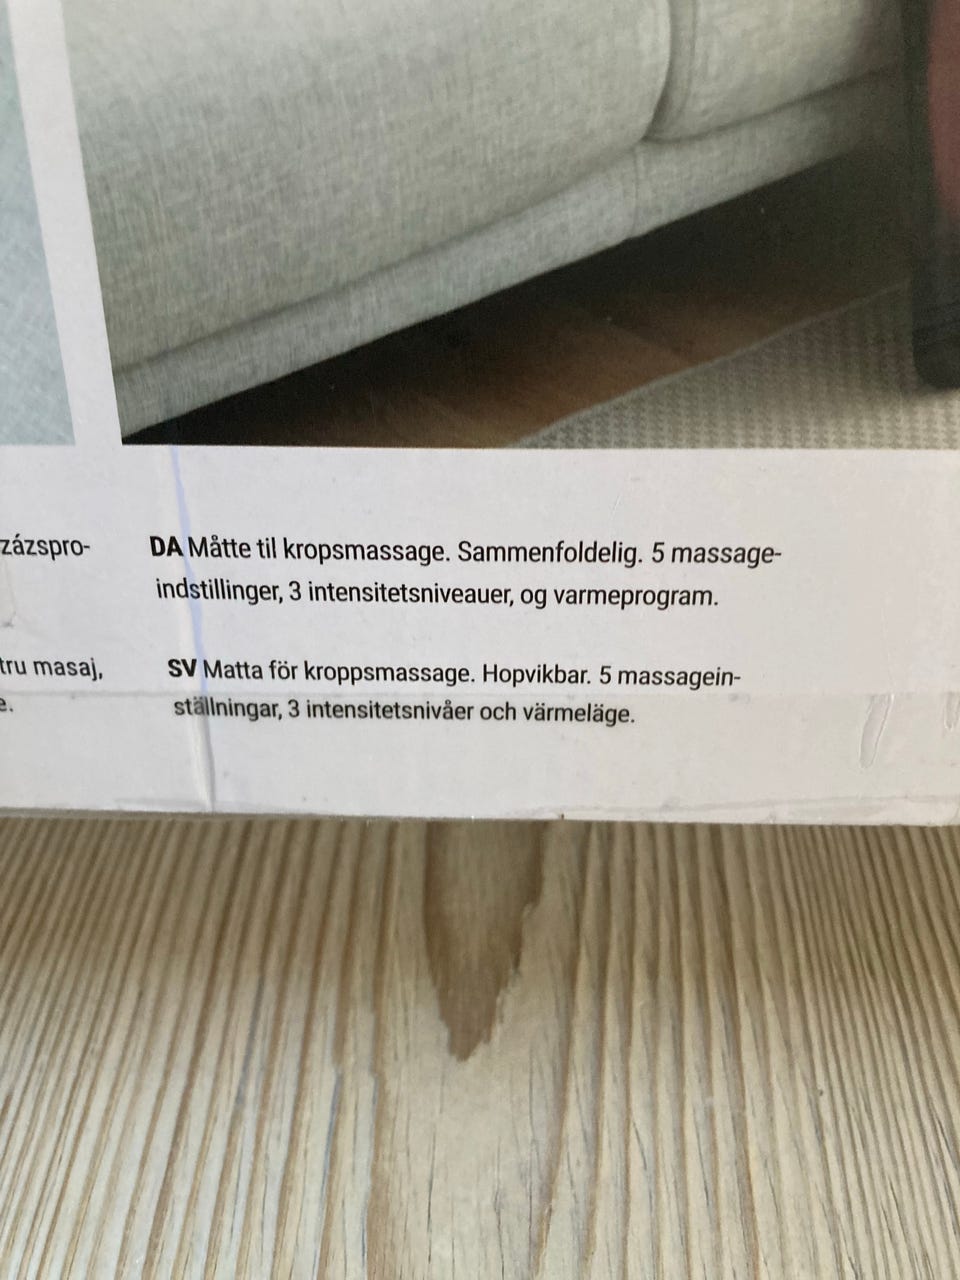 zázspro-
tru masaj,
e.
DA Måtte til kropsmassage. Sammenfoldelig. 5 massage-
indstillinger, 3 intensitetsniveauer, og varmeprogram.
SV Matta för kroppsmassage. Hopvikbar. 5 massagein-
ställningar, 3 intensitetsnivåer och värmeläge.